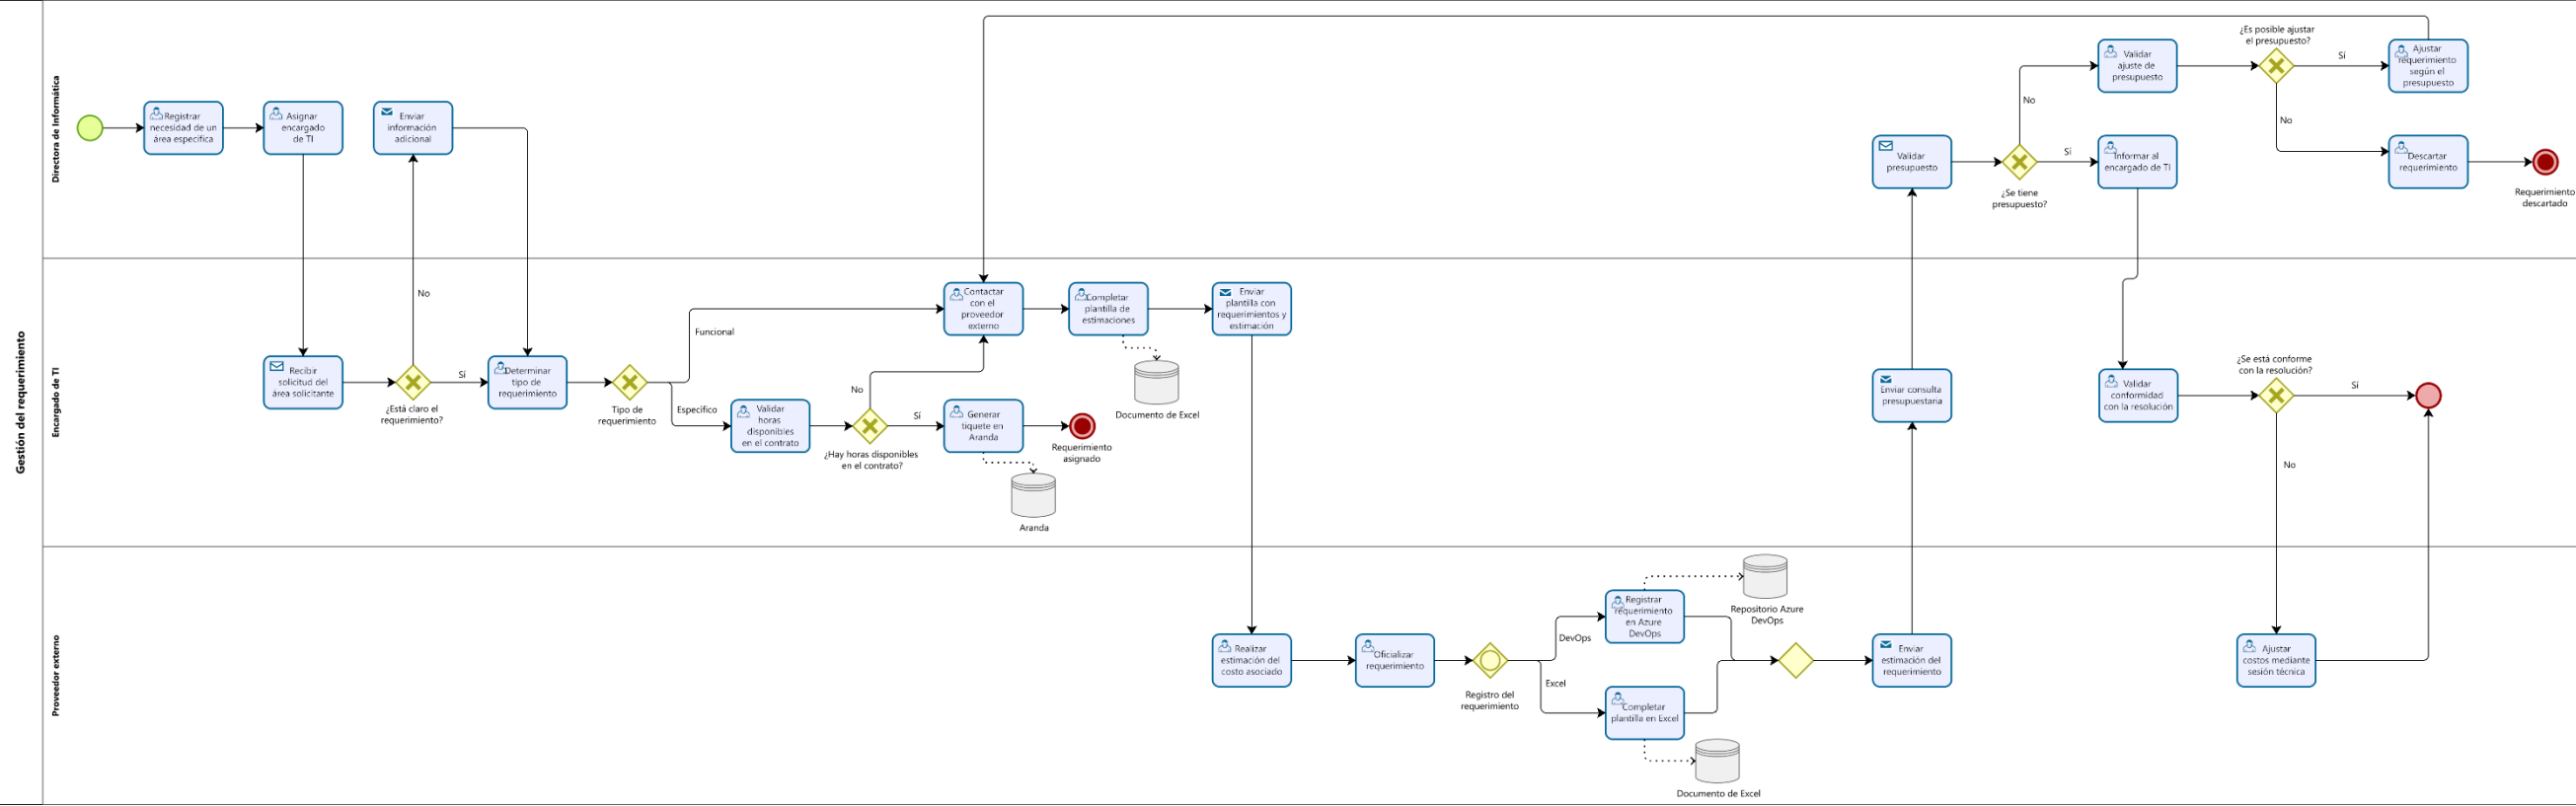 Gestión del requerimiento
Directora de Informática
Registrar
necesidad de un
área específica
Asignar
encargado
de TI
Enviar
información
adicional
Validar
presupuesto
¿Se tiene
presupuesto?
No
Sí
Validar
ajuste de
presupuesto
Informar al
encargado de TI
¿Es posible ajustar
el presupuesto?
Sí
No
Ajustar
requerimiento
según el
presupuesto
Descartar
requerimiento
Requerimiento
descartado
Encargado de TI
Recibir
solicitud del
área solicitante
¿Está claro el
requerimiento?
No
Sí
Determinar
tipo de
requerimiento
Tipo de
requerimiento
Funcional
Específico
Validar
horas
disponibles
en el contrato
¿Hay horas disponibles
en el contrato?
No
Sí
Contactar
con el
proveedor
externo
Generar
tiquete en
Aranda
Requerimiento
asignado
Aranda
Completar
plantilla de
estimaciones
Documento de Excel
Enviar
plantilla con
requerimientos y
estimación
Enviar consulta
presupuestaria
Validar
conformidad
con la resolución
¿Se está conforme
con la resolución?
Sí
No
Proveedor externo
Realizar
estimación del
costo asociado
Oficializar
requerimiento
Registro del
requerimiento
DevOps
Excel
Registrar
requerimiento
en Azure
DevOps
Repositorio Azure
DevOps
Completar
plantilla en Excel
Documento de Excel
Enviar
estimación del
requerimiento
Ajustar
costos mediante
sesión técnica